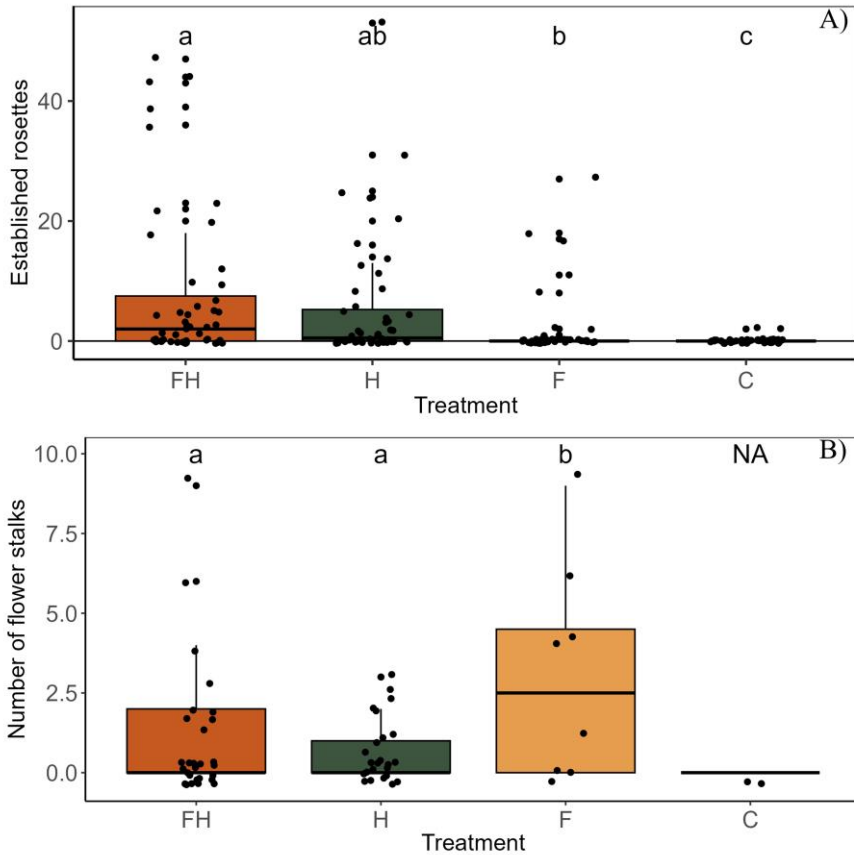 a ab b c A)
Established rosettes
40
20
0
FH H F C
Treatment
a a b NA B)
Number of flower stalks
10.0
7.5
5.0
2.5
0.0
FH H F C
Treatment